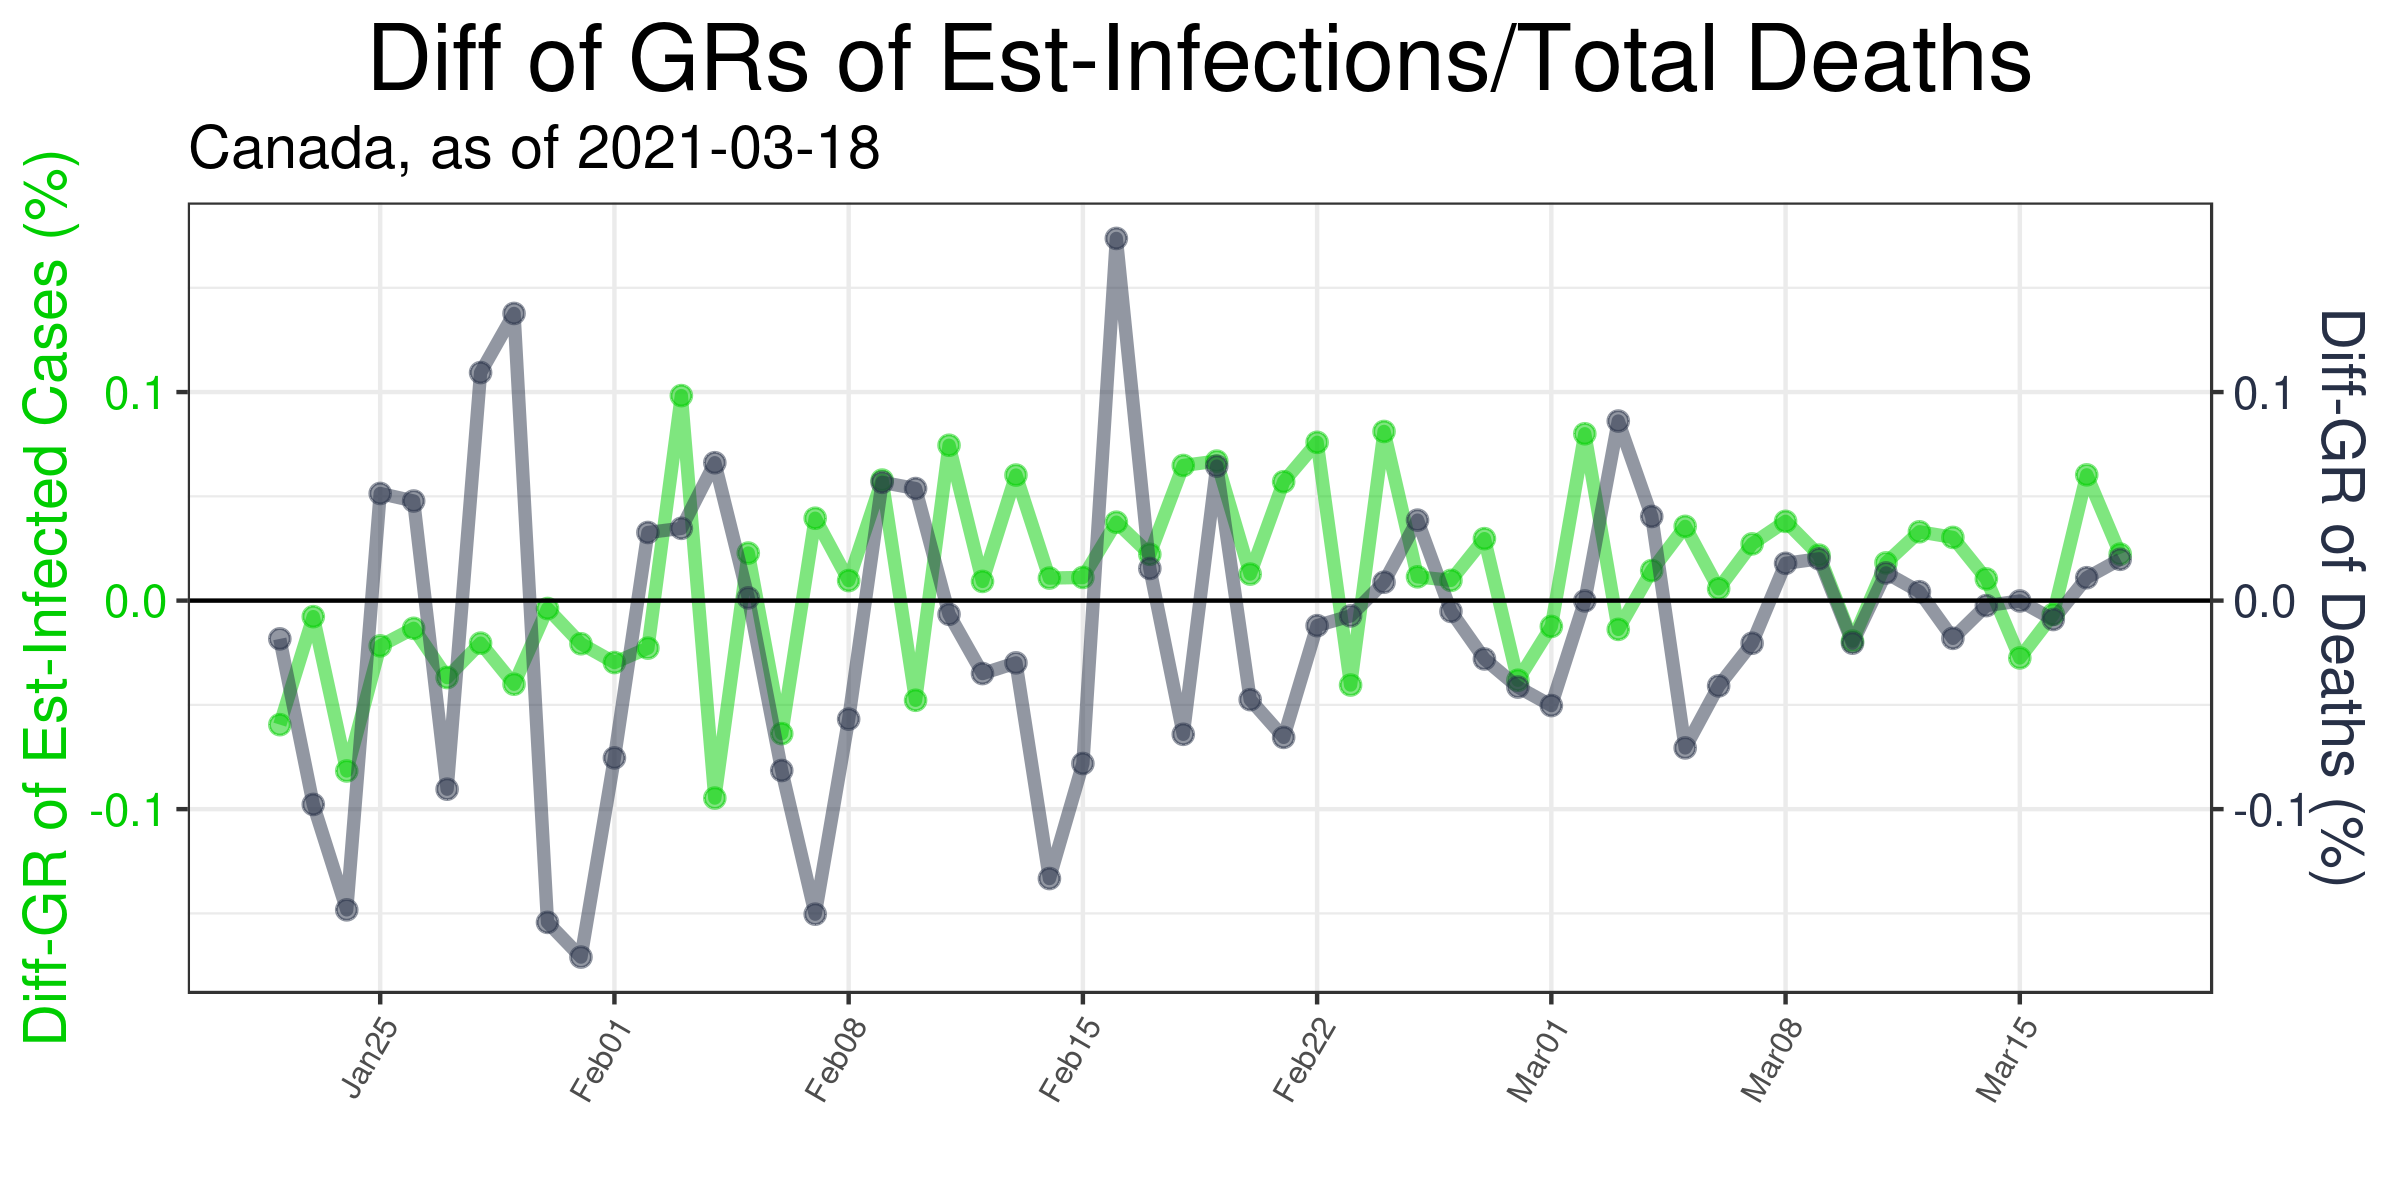 Diff of GRs of Est-Infections/Total Deaths
Canada, as of 2021-03-18
Diff-GR of Est-Infected Cases (%)
0.1
0.0
-0.1
0.1
0.0
-0.1
Diff-GR of Deaths (%)
Jan25
Feb01
Feb08
Feb15
Feb22
Mar01
Mar08
Mar15